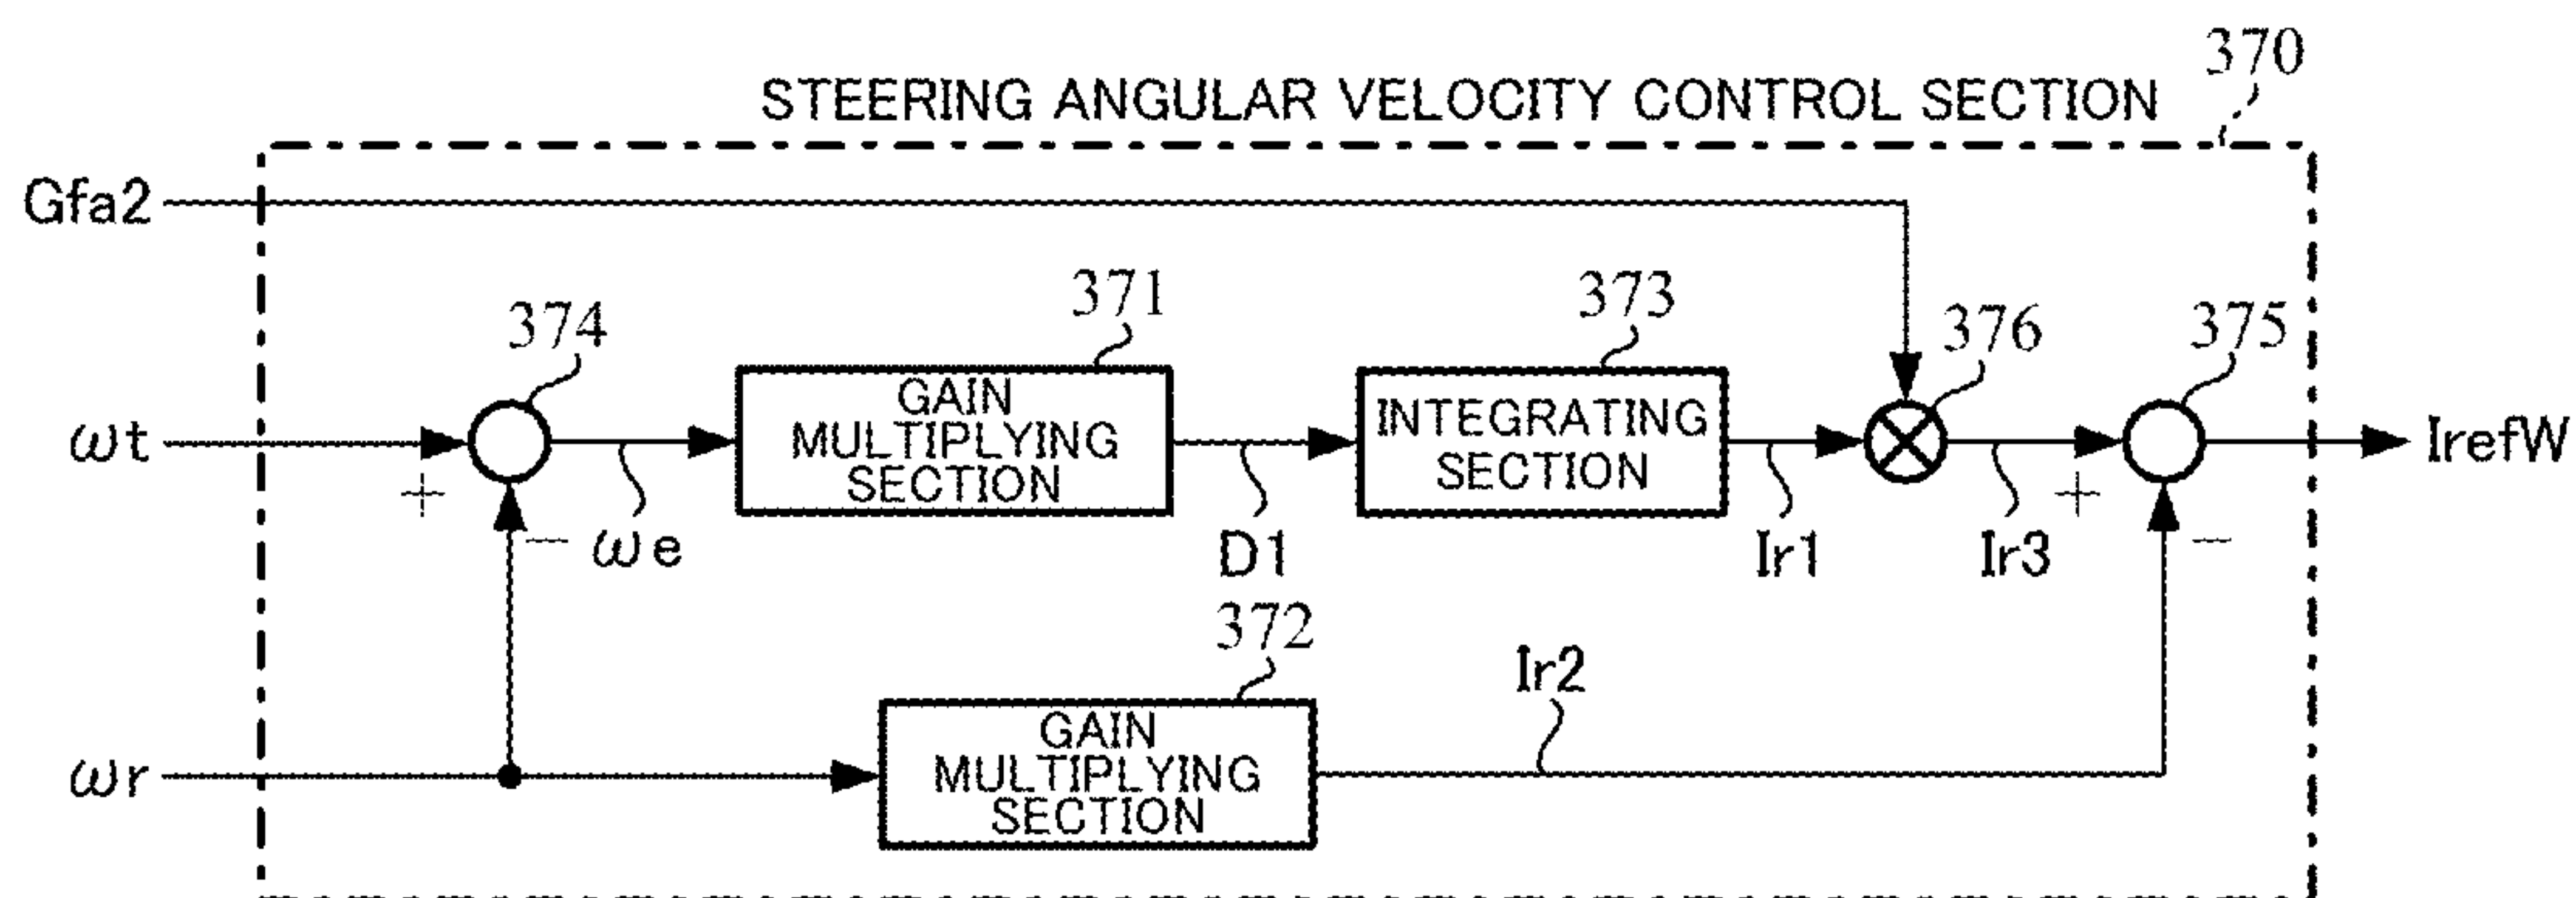 370
STEERING ANGULAR VELOCITY CONTROL SECTION
Gfa2
374
371
373
376
375
ωt
+
−
ωe
GAIN
MULTIPLYING
SECTION
D1
INTEGRATING
SECTION
Ir1
Ir3
+
−
IrefW
372
Ir2
ωr
GAIN
MULTIPLYING
SECTION